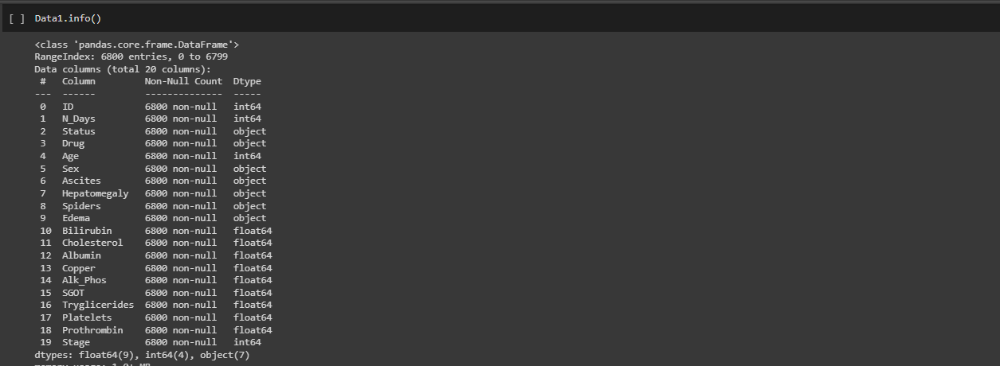 [ ] Data1.info()
<class 'pandas.core.frame.DataFrame'>
RangeIndex: 6800 entries, 0 to 6799
Data columns (total 20 columns):
 #   Column         Non-Null Count  Dtype
---  ------         --------------  -----
 0   ID             6800 non-null   int64
 1   N_Days         6800 non-null   int64
 2   Status         6800 non-null   object
 3   Drug           6800 non-null   object
 4   Age            6800 non-null   int64
 5   Sex            6800 non-null   object
 6   Ascites        6800 non-null   object
 7   Hepatomegaly   6800 non-null   object
 8   Spiders        6800 non-null   object
 9   Edema          6800 non-null   object
 10  Bilirubin      6800 non-null   float64
 11  Cholesterol    6800 non-null   float64
 12  Albumin        6800 non-null   float64
 13  Copper         6800 non-null   float64
 14  Alk_Phos       6800 non-null   float64
 15  SGOT           6800 non-null   float64
 16  Tryglicerides  6800 non-null   float64
 17  Platelets      6800 non-null   float64
 18  Prothrombin    6800 non-null   float64
 19  Stage          6800 non-null   int64
dtypes: float64(9), int64(4), object(7)